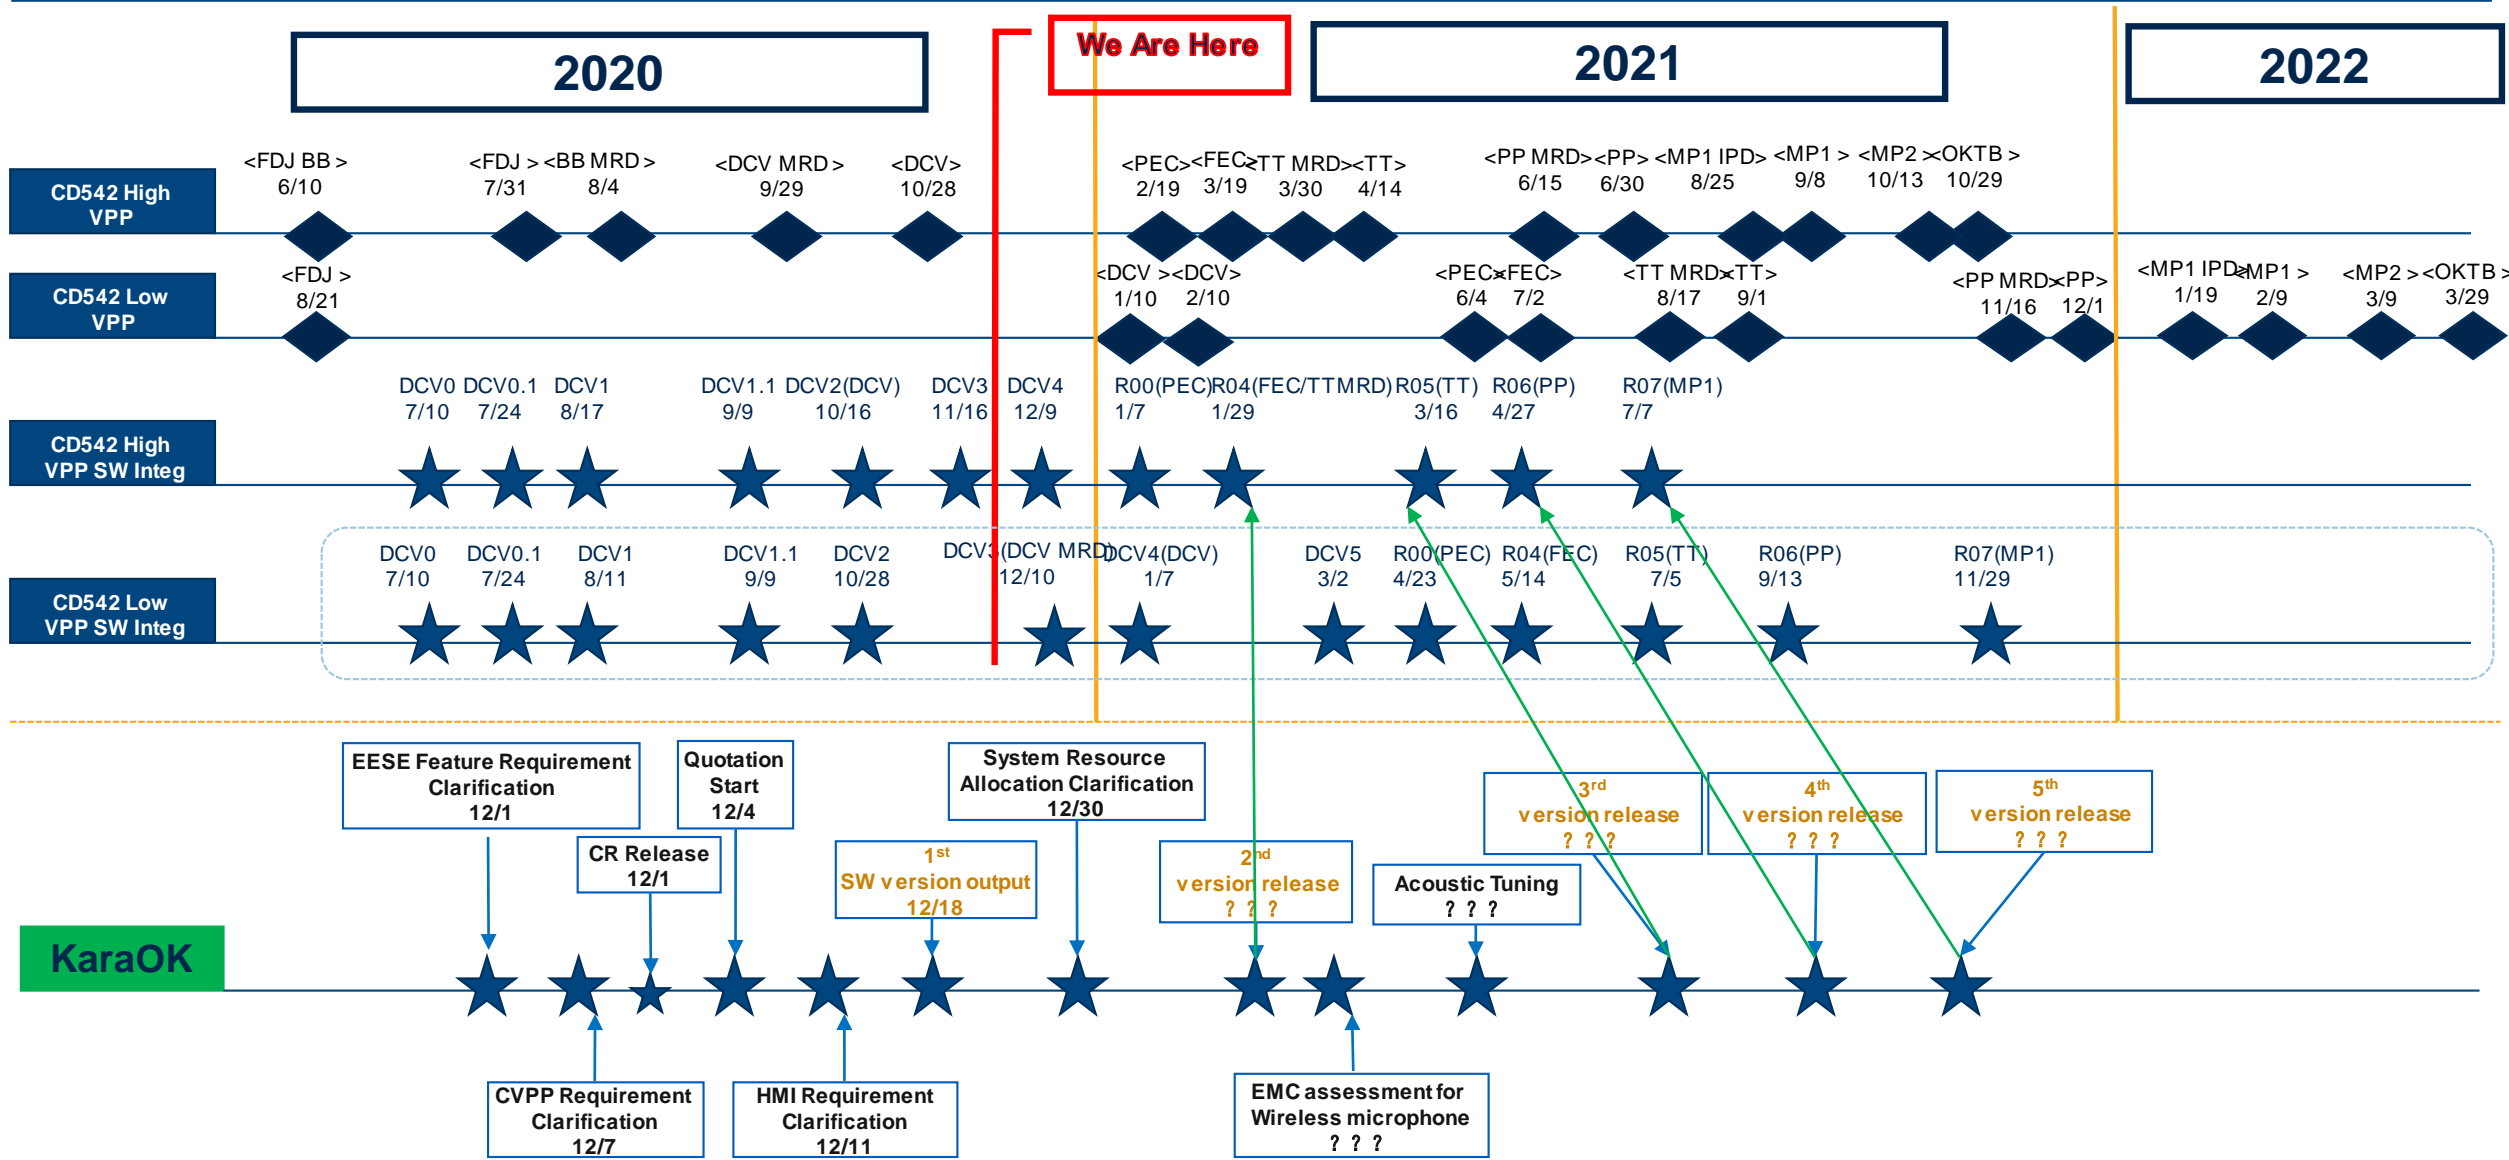 We Are Here
2020
2021
2022
<FDJ BB >
6/10
<FDJ >
7/31
<BB MRD >
8/4
<DCV MRD >
9/29
<DCV>
10/28
<PEC>
2/19
<FEC>
3/19
<TT MRD>
3/30
<TT>
4/14
<PP MRD>
6/15
<PP>
6/30
<MP1 IPD>
8/25
<MP1 >
9/8
<MP2 >
10/13
<OKTB >
10/29
CD542 High
VPP
<FDJ >
8/21
<DCV >
1/10
<DCV>
2/10
<PEC>
6/4
<FEC>
7/2
<TT MRD>
8/17
<TT>
9/1
<PP MRD>
11/16
<PP>
12/1
<MP1 IPD>
1/19
<MP1 >
2/9
<MP2 >
3/9
<OKTB >
3/29
CD542 Low
VPP
DCV0
7/10
DCV0.1
7/24
DCV1
8/17
DCV1.1
9/9
DCV2(DCV)
10/16
DCV3
11/16
DCV4
12/9
R00(PEC)
1/7
R04(FEC/TTMRD)
1/29
R05(TT)
3/16
R06(PP)
4/27
R07(MP1)
7/7
CD542 High
VPP SW Integ
DCV0
7/10
DCV0.1
7/24
DCV1
8/11
DCV1.1
9/9
DCV2
10/28
DCV3(DCV MRD)
12/10
DCV4(DCV)
1/7
DCV5
3/2
R00(PEC)
4/23
R04(FEC)
5/14
R05(TT)
7/5
R06(PP)
9/13
R07(MP1)
11/29
CD542 Low
VPP SW Integ
EESE Feature Requirement
Clarification
12/1
CR Release
12/1
Quotation
Start
12/4
1st
SW version output
12/18
System Resource
Allocation Clarification
12/30
2nd
version release
? ? ?
Acoustic Tuning
? ? ?
3rd
version release
? ? ?
4th
version release
? ? ?
5th
version release
? ? ?
KaraOK
CVPP Requirement
Clarification
12/7
HMI Requirement
Clarification
12/11
EMC assessment for
Wireless microphone
? ? ?